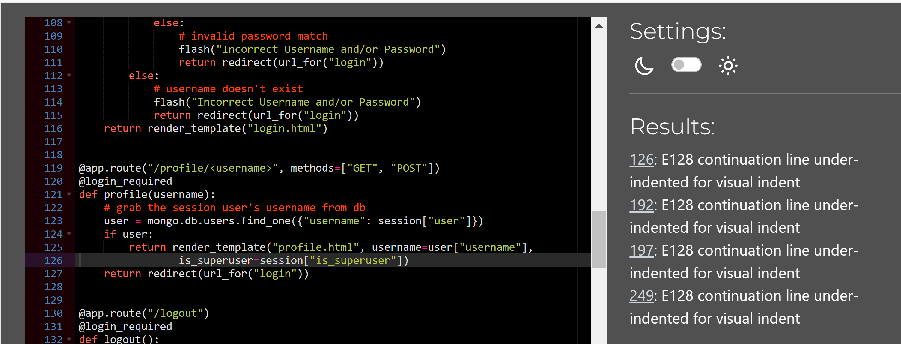 108 else:
109 # invalid password match
110 flash("Incorrect Username and/or Password")
111 return redirect(url_for("login"))
112 else:
113 # username doesn't exist
114 flash("Incorrect Username and/or Password")
115 return redirect(url_for("login"))
116 return render_template("login.html")
117
118
119 @app.route("/profile/<username>", methods=["GET", "POST"])
120 @login_required
121 def profile(username):
122 # grab the session user's username from db
123 user = mongo.db.users.find_one({"username": session["user"]})
124 if user:
125 return render_template("profile.html", username=user["username"],
126 is_superuser=session["is_superuser"])
127 return redirect(url_for("login"))
128
129
130 @app.route("/logout")
131 @login_required
132 def logout():
Settings:
Results:
126: E128 continuation line under-
indented for visual indent
192: E128 continuation line under-
indented for visual indent
197: E128 continuation line under-
indented for visual indent
249: E128 continuation line under-
indented for visual indent